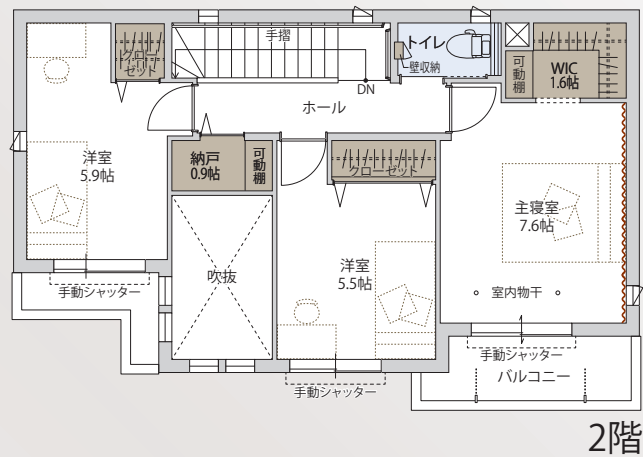 手摺
トイレ
クロー
ゼット
壁収納
可動棚
WIC
1.6帖
DN
ホール
洋室
5.9帖
納戸
0.9帖
可動棚
クローゼット
主寝室
7.6帖
吹抜
洋室
5.5帖
手動シャッター
室内物干
手動シャッター
バルコニー
手動シャッター
2階